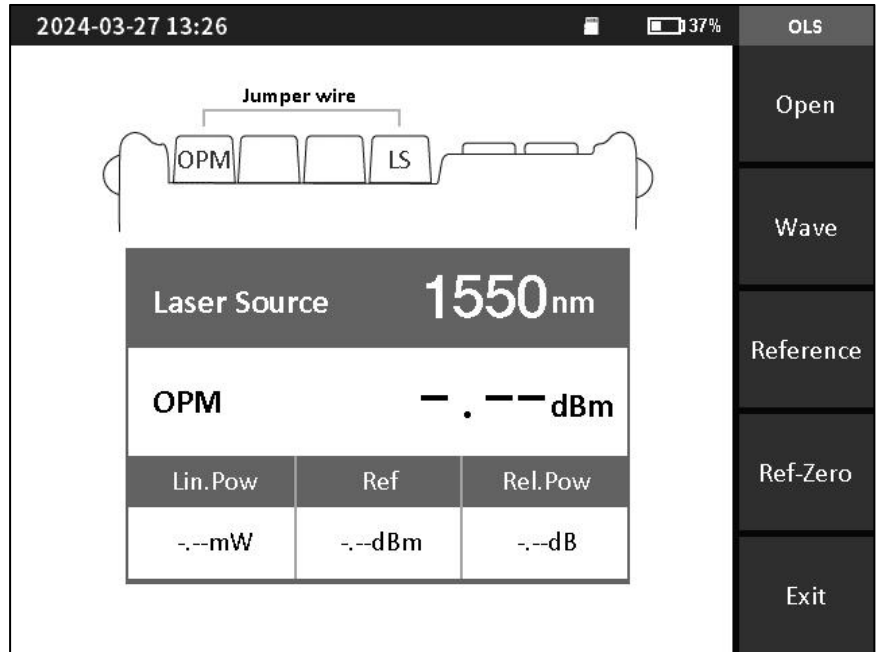 2024-03-27 13:26 37% OLS
Jumper wire
OPM LS
Laser Source 1550nm
OPM -.--dBm
Lin.Pow Ref Rel.Pow
-.--mW -.--dBm -.--dB
Open
Wave
Reference
Ref-Zero
Exit